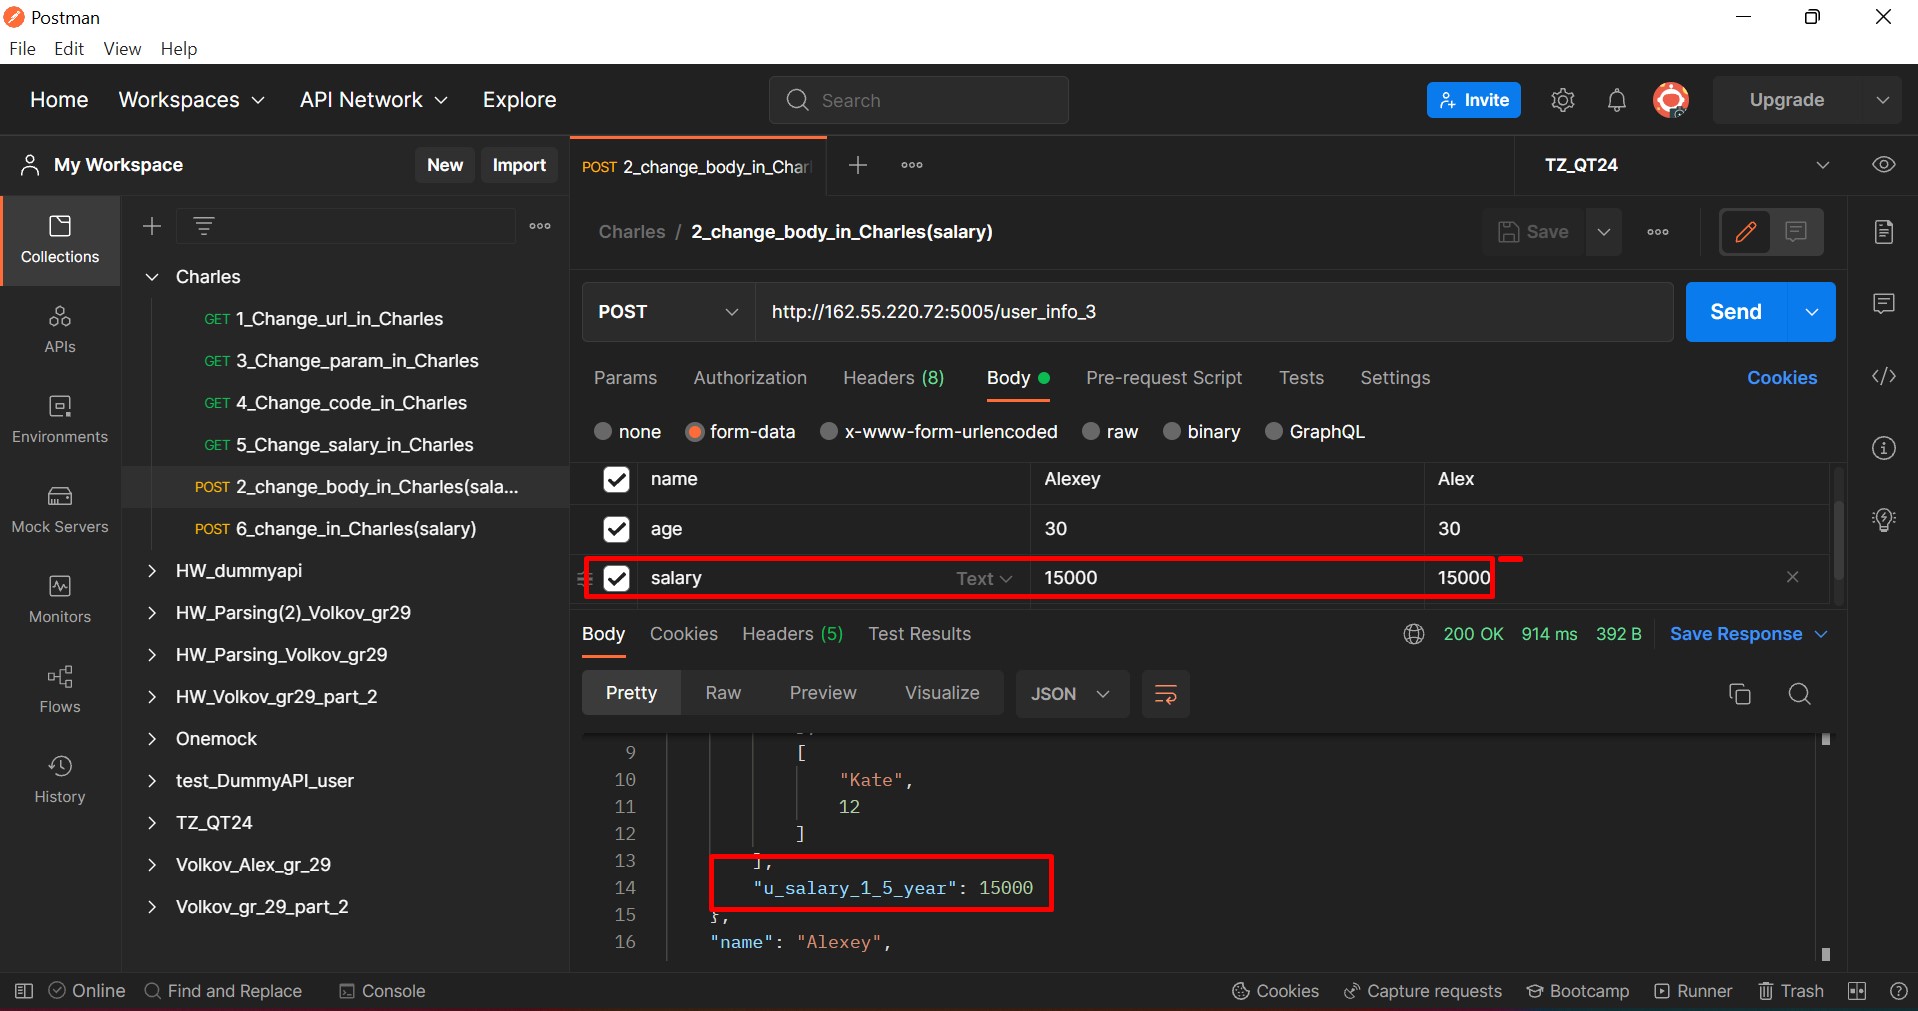 Postman
File Edit View Help
Home Workspaces API Network Explore Search Invite Upgrade
My Workspace New Import
POST 2_change_body_in_Char
TZ_QT24
Collections
APIs
Environments
Mock Servers
Monitors
Flows
History
Charles
GET 1_Change_url_in_Charles
GET 3_Change_param_in_Charles
GET 4_Change_code_in_Charles
GET 5_Change_salary_in_Charles
POST 2_change_body_in_Charles(sala...
POST 6_change_in_Charles(salary)
HW_dummyapi
HW_Parsing(2)_Volkov_gr29
HW_Parsing_Volkov_gr29
HW_Volkov_gr29_part_2
Onemock
test_DummyAPI_user
TZ_QT24
Volkov_Alex_gr_29
Volkov_gr_29_part_2
Charles / 2_change_body_in_Charles(salary) Save
POST http://162.55.220.72:5005/user_info_3 Send
Params Authorization Headers (8) Body Pre-request Script Tests Settings Cookies
none form-data x-www-form-urlencoded raw binary GraphQL
name Alexey Alex
age 30 30
salary Text 15000 15000
Body Cookies Headers (5) Test Results 200 OK 914 ms 392 B Save Response
Pretty Raw Preview Visualize JSON
9 [
10 "Kate",
11 12
12 ]
13 ],
14 "u_salary_1_5_year": 15000
15 },
16 "name": "Alexey",
Online Find and Replace Console Cookies Capture requests Bootcamp Runner Trash